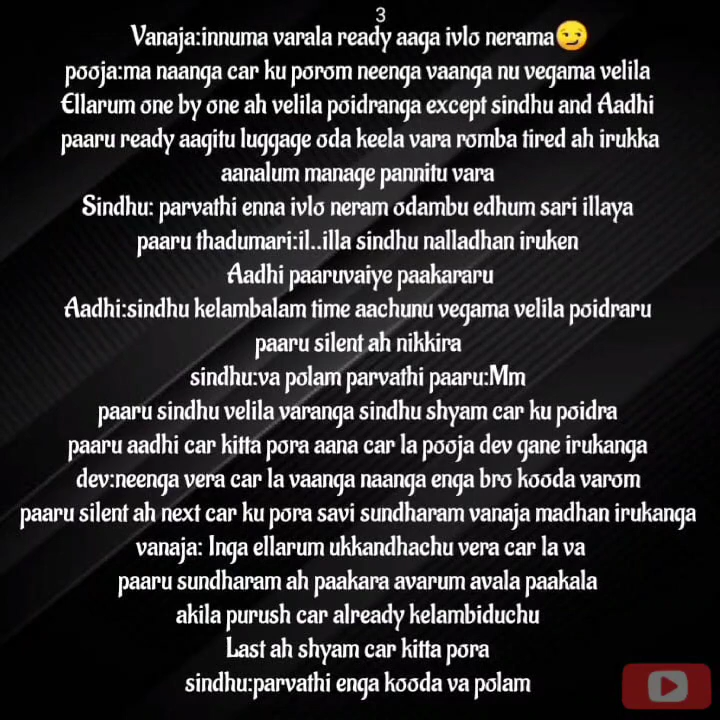 3
Vanaja:innuma varala ready aaga ivlo nerama😏
pooja:ma naanga car ku porom neenga vaanga nu vegama velila
Ellarum one by one ah velila poidranga except sindhu and Aadhi
paaru ready aagitu luggage oda keela vara romba tired ah irukka
aanalum manage pannitu vara
Sindhu: parvathi enna ivlo neram odambu edhum sari illaya
paaru thadumari:il..illa sindhu nalladhan iruken
Aadhi paaruvaiye paakararu
Aadhi:sindhu kelambalam time aachunu vegama velila poidraru
paaru silent ah nikkira
sindhu:va polam parvathi paaru:Mm
paaru sindhu velila varanga sindhu shyam car ku poidra
paaru aadhi car kitta pora aana car la pooja dev gane irukanga
dev:neenga vera car la vaanga naanga enga bro kooda varom
paaru silent ah next car ku pora savi sundharam vanaja madhan irukanga
vanaja: Inga ellarum ukkandhachu vera car la va
paaru sundharam ah paakara avarum avala paakala
akila purush car already kelambiduchu
Last ah shyam car kitta pora
sindhu:parvathi enga kooda va polam